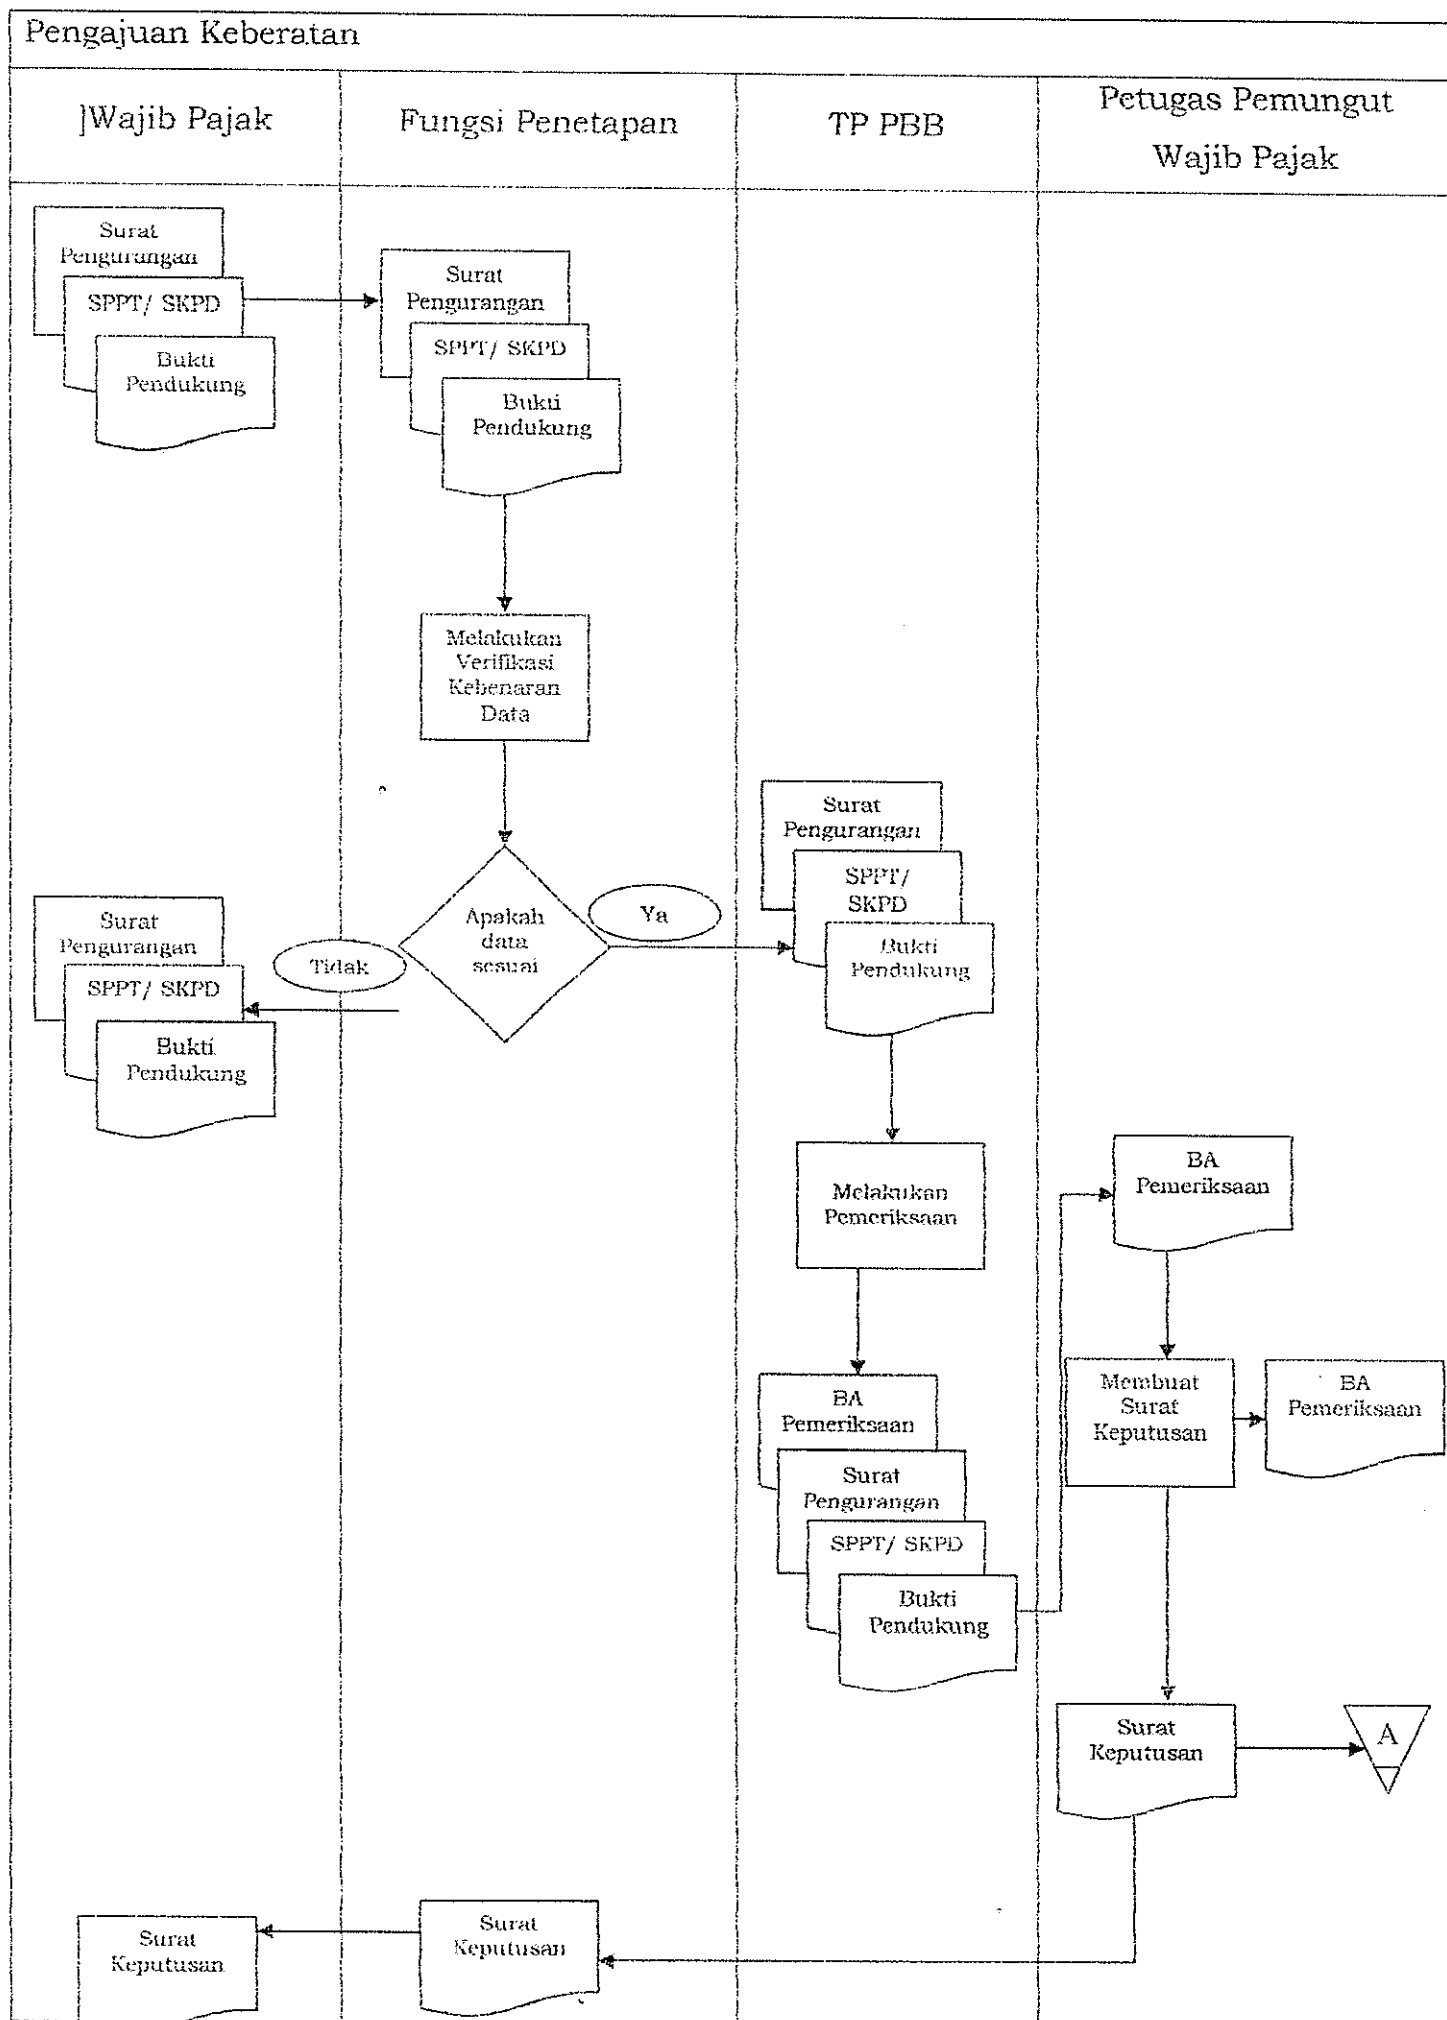 Pengajuan Keberatan
]Wajib Pajak
Fungsi Penetapan
TP PBB
Petugas Pemungut
Wajib Pajak
Surat
Pengurangan
SPPT/ SKPD
Bukti
Pendukung
Surat
Pengurangan
SPPT/ SKPD
Bukti
Pendukung
Melakukan
Verifikasi
Kebenaran
Data
Apakah
data
sesuai
Ya
Tidak
Surat
Pengurangan
SPPT/ SKPD
Bukti
Pendukung
Surat
Pengurangan
SPPT/
SKPD
Bukti
Pendukung
Melakukan
Pemeriksaan
BA
Pemeriksaan
Surat
Pengurangan
SPPT/ SKPD
Bukti
Pendukung
BA
Pemeriksaan
Membuat
Surat
Keputusan
BA
Pemeriksaan
Surat
Keputusan
A
Surat
Keputusan
Surat
Keputusan